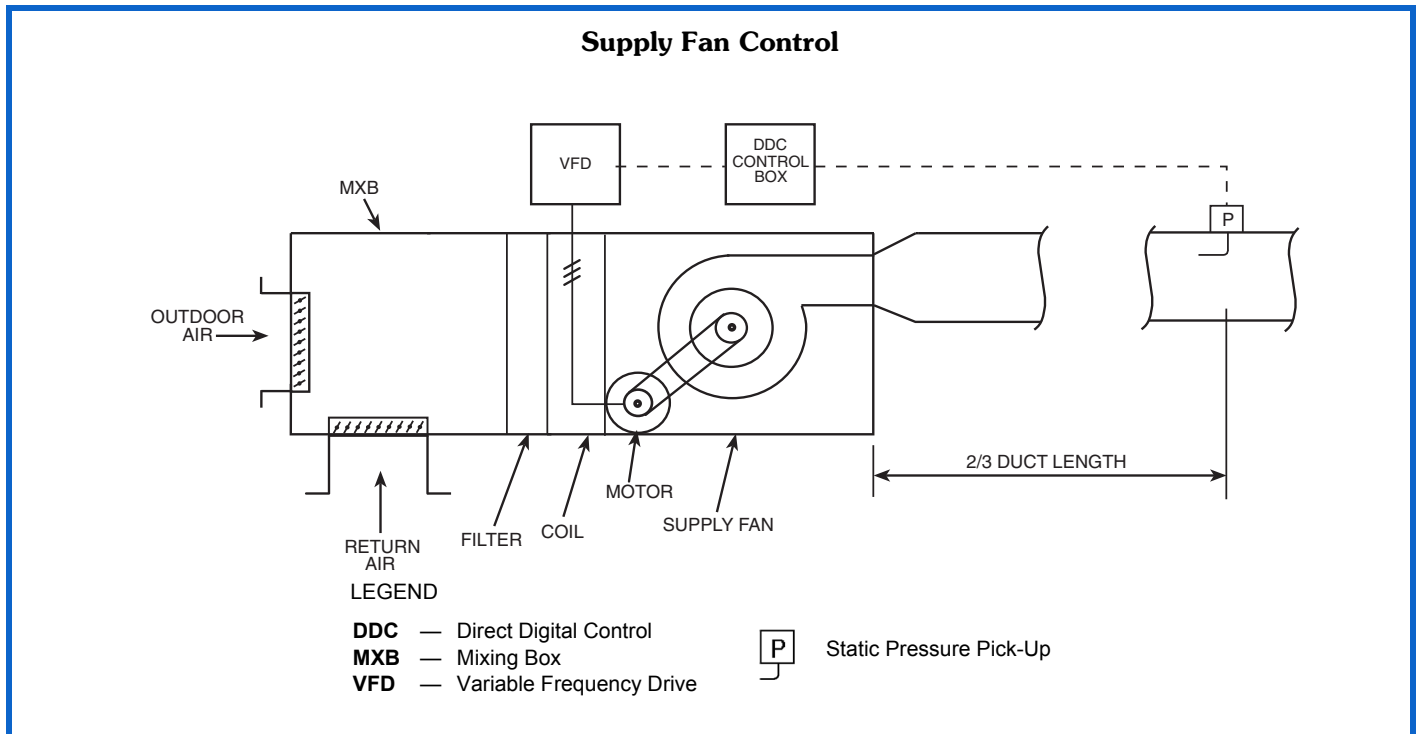 Supply Fan Control
VFD
DDC
CONTROL
BOX
MXB
P
OUTDOOR
AIR
2/3 DUCT LENGTH
MOTOR
SUPPLY FAN
COIL
FILTER
RETURN
AIR
LEGEND
DDC — Direct Digital Control
MXB — Mixing Box
VFD — Variable Frequency Drive
P Static Pressure Pick-Up